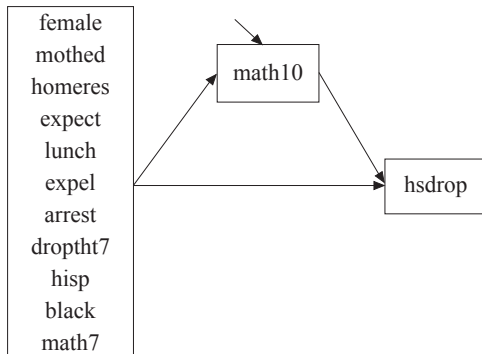 female
mothed
homeres
expect
lunch
expel
arrest
droptht7
hisp
black
math7
math10
hsdrop